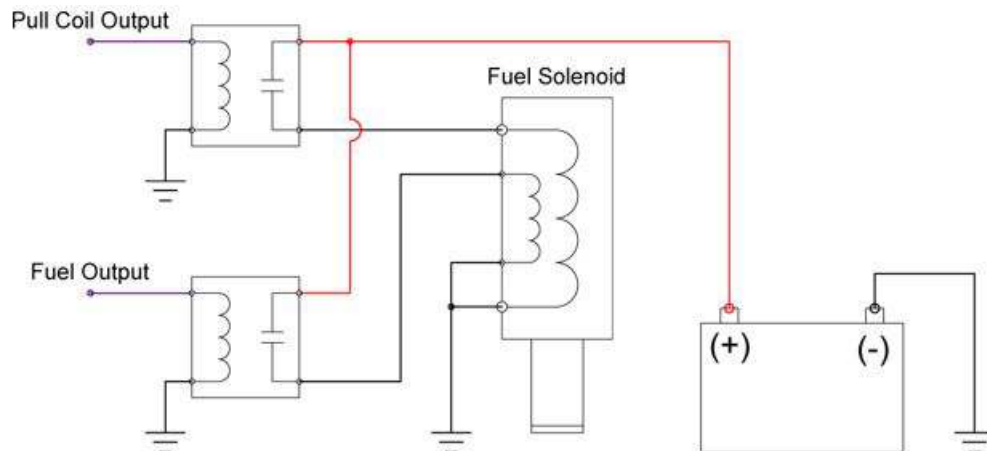 Pull Coil Output
Fuel Solenoid
Fuel Output
(+)
(-)